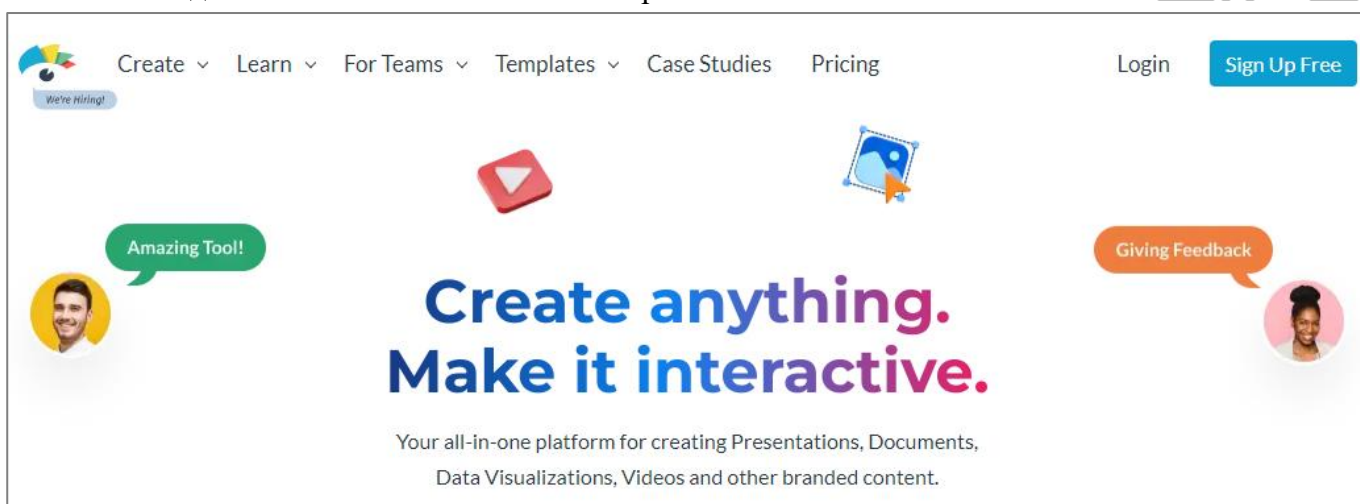 Create Learn For Teams Templates Case Studies Pricing Login Sign Up Free
We're Hiring!
Amazing Tool!
Giving Feedback
Create anything.
Make it interactive.
Your all-in-one platform for creating Presentations, Documents,
Data Visualizations, Videos and other branded content.